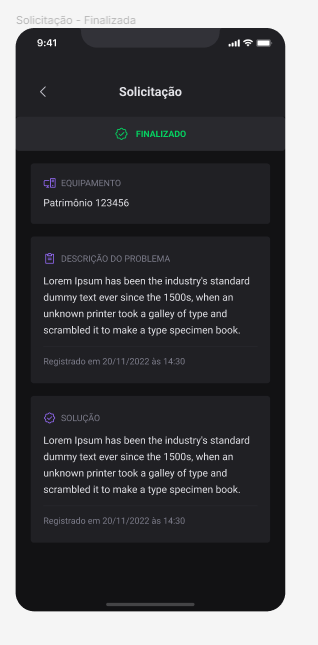 Solicitação - Finalizada
9:41
Solicitação
FINALIZADO
EQUIPAMENTO
Patrimônio 123456
DESCRIÇÃO DO PROBLEMA
Lorem Ipsum has been the industry's standard
dummy text ever since the 1500s, when an
unknown printer took a galley of type and
scrambled it to make a type specimen book.
Registrado em 20/11/2022 às 14:30
SOLUÇÃO
Lorem Ipsum has been the industry's standard
dummy text ever since the 1500s, when an
unknown printer took a galley of type and
scrambled it to make a type specimen book.
Registrado em 20/11/2022 às 14:30